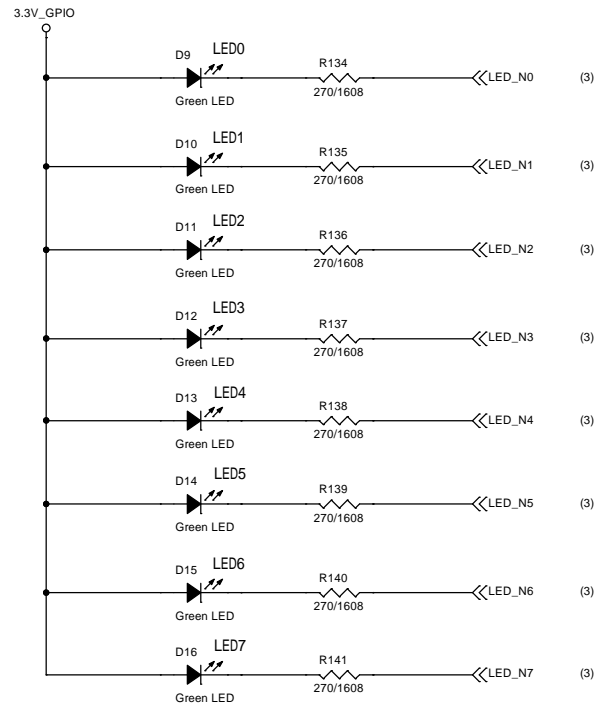 3.3V_GPIO
D9 LED0
Green LED
R134
270/1608
LED_N0 (3)
D10 LED1
Green LED
R135
270/1608
LED_N1 (3)
D11 LED2
Green LED
R136
270/1608
LED_N2 (3)
D12 LED3
Green LED
R137
270/1608
LED_N3 (3)
D13 LED4
Green LED
R138
270/1608
LED_N4 (3)
D14 LED5
Green LED
R139
270/1608
LED_N5 (3)
D15 LED6
Green LED
R140
270/1608
LED_N6 (3)
D16 LED7
Green LED
R141
270/1608
LED_N7 (3)